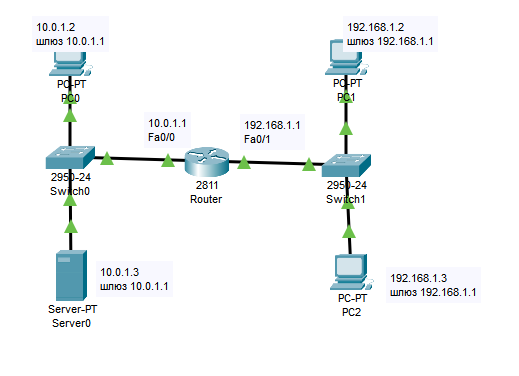 10.0.1.2
шлюз 10.0.1.1
PC-PT
PC0
192.168.1.2
шлюз 192.168.1.1
PC-PT
PC1
10.0.1.1
Fa0/0
192.168.1.1
Fa0/1
2950-24
Switch0
2811
Router
2950-24
Switch1
10.0.1.3
шлюз 10.0.1.1
Server-PT
Server0
192.168.1.3
шлюз 192.168.1.1
PC-PT
PC2